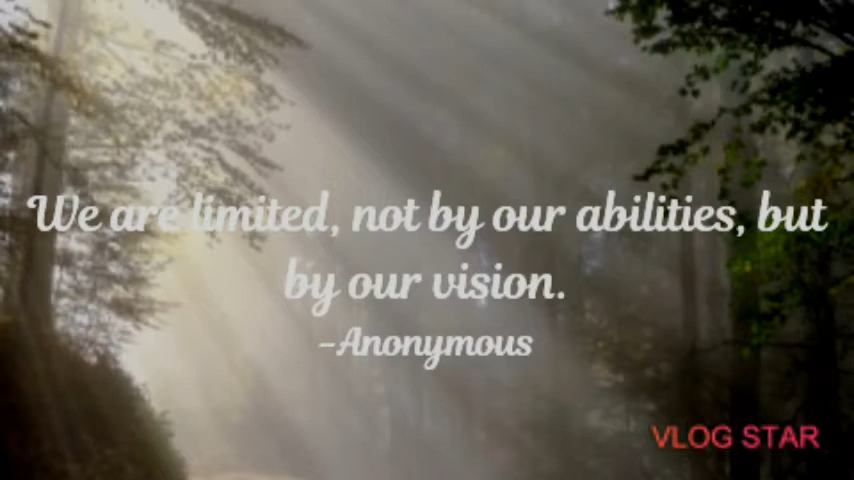 We are limited, not by our abilities, but
by our vision.
-Anonymous
VLOG STAR